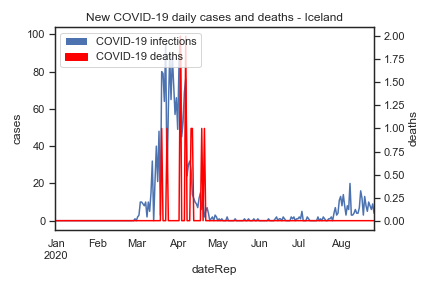 New COVID-19 daily cases and deaths - Iceland
COVID-19 infections
COVID-19 deaths
100
80
60
40
20
0
cases
2.00
1.75
1.50
1.25
1.00
0.75
0.50
0.25
0.00
deaths
Jan Feb Mar Apr May Jun Jul Aug
2020
dateRep